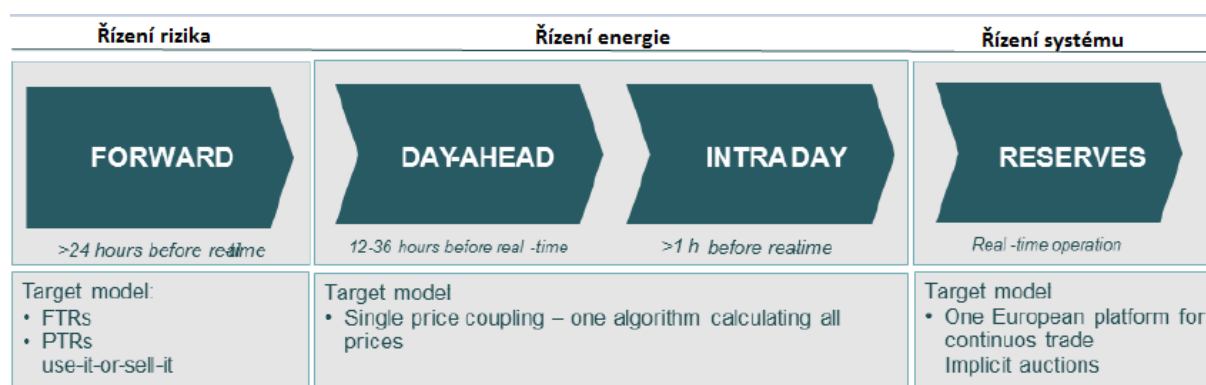 Řízení rizika
Řízení energie
Řízení systému
FORWARD
DAY-AHEAD
INTRADAY
RESERVES
>24 hours before real-time
12-36 hours before real -time
>1 h before realtime
Real -time operation
Target model:
• FTRs
• PTRs
use-it-or-sell-it
Target model
• Single price coupling – one algorithm calculating all
prices
Target model
• One European platform for
continuos trade
Implicit auctions